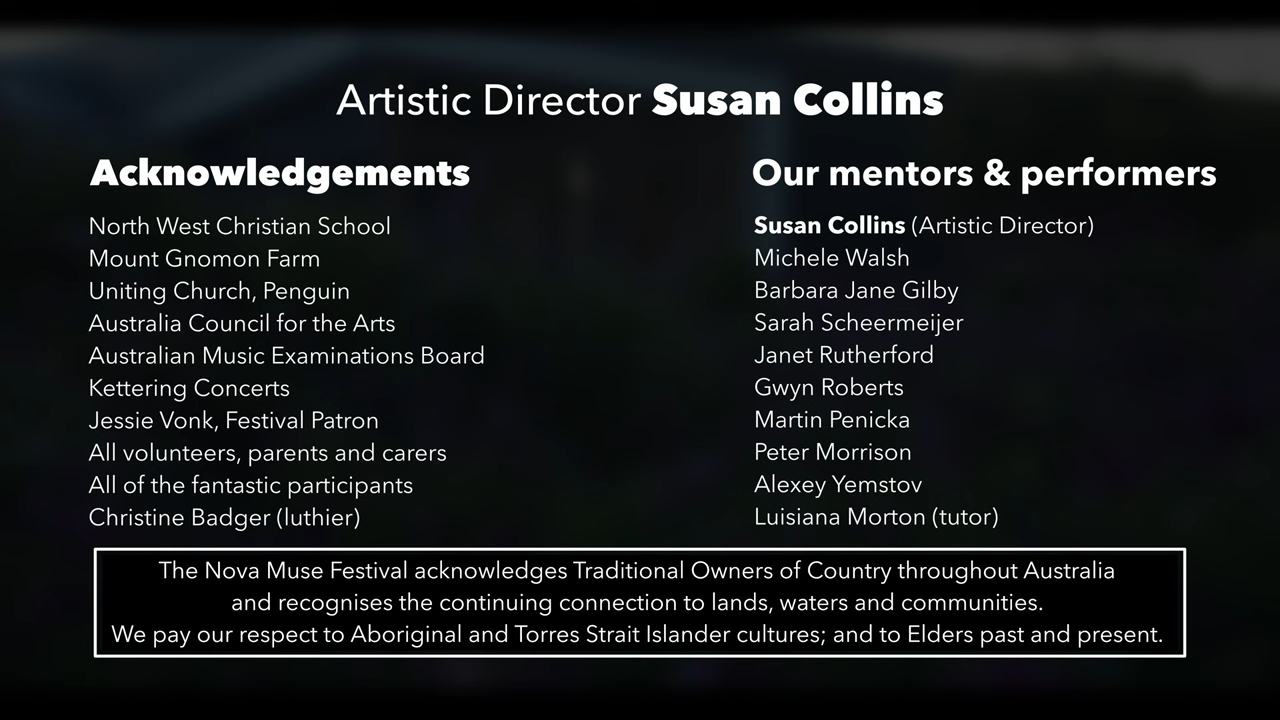 Artistic Director Susan Collins
Acknowledgements
North West Christian School
Mount Gnomon Farm
Uniting Church, Penguin
Australia Council for the Arts
Australian Music Examinations Board
Kettering Concerts
Jessie Vonk, Festival Patron
All volunteers, parents and carers
All of the fantastic participants
Christine Badger (luthier)
Our mentors & performers
Susan Collins (Artistic Director)
Michele Walsh
Barbara Jane Gilby
Sarah Scheermeijer
Janet Rutherford
Gwyn Roberts
Martin Penicka
Peter Morrison
Alexey Yemstov
Luisiana Morton (tutor)
The Nova Muse Festival acknowledges Traditional Owners of Country throughout Australia
and recognises the continuing connection to lands, waters and communities.
We pay our respect to Aboriginal and Torres Strait Islander cultures; and to Elders past and present.